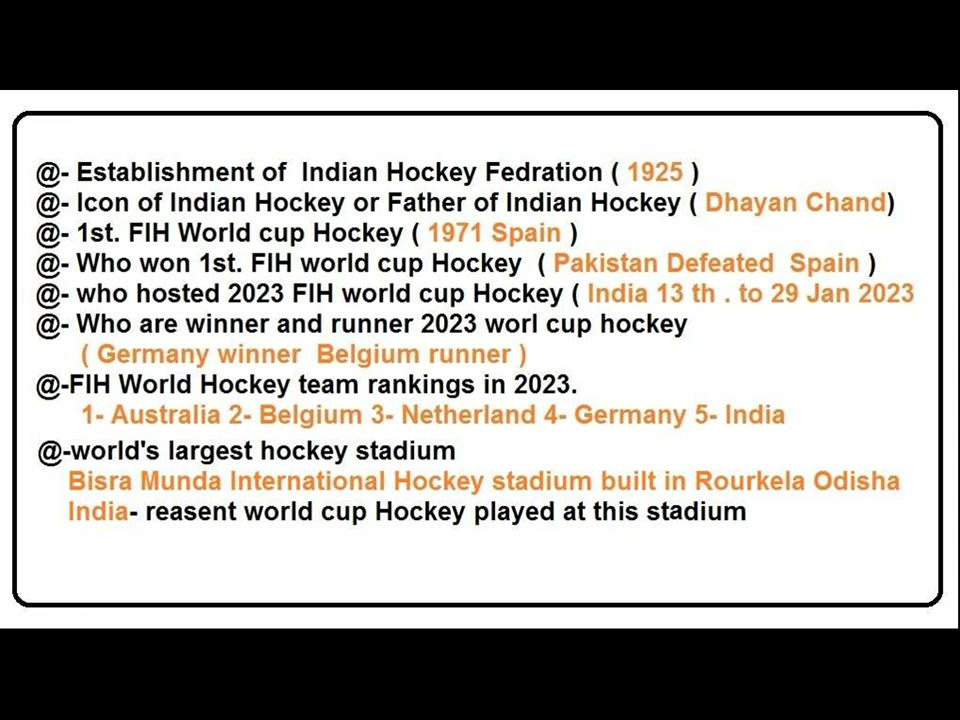 @- Establishment of  Indian Hockey Fedration ( 1925 )
@- Icon of Indian Hockey or Father of Indian Hockey ( Dhayan Chand)
@- 1st. FIH World cup Hockey ( 1971 Spain )
@- Who won 1st. FIH world cup Hockey  ( Pakistan Defeated  Spain )
@- who hosted 2023 FIH world cup Hockey ( India 13 th . to 29 Jan 2023
@- Who are winner and runner 2023 worl cup hockey
( Germany winner  Belgium runner )
@-FIH World Hockey team rankings in 2023.
1- Australia 2- Belgium 3- Netherland 4- Germany 5- India
@-world's largest hockey stadium
Bisra Munda International Hockey stadium built in Rourkela Odisha
India- reasent world cup Hockey played at this stadium